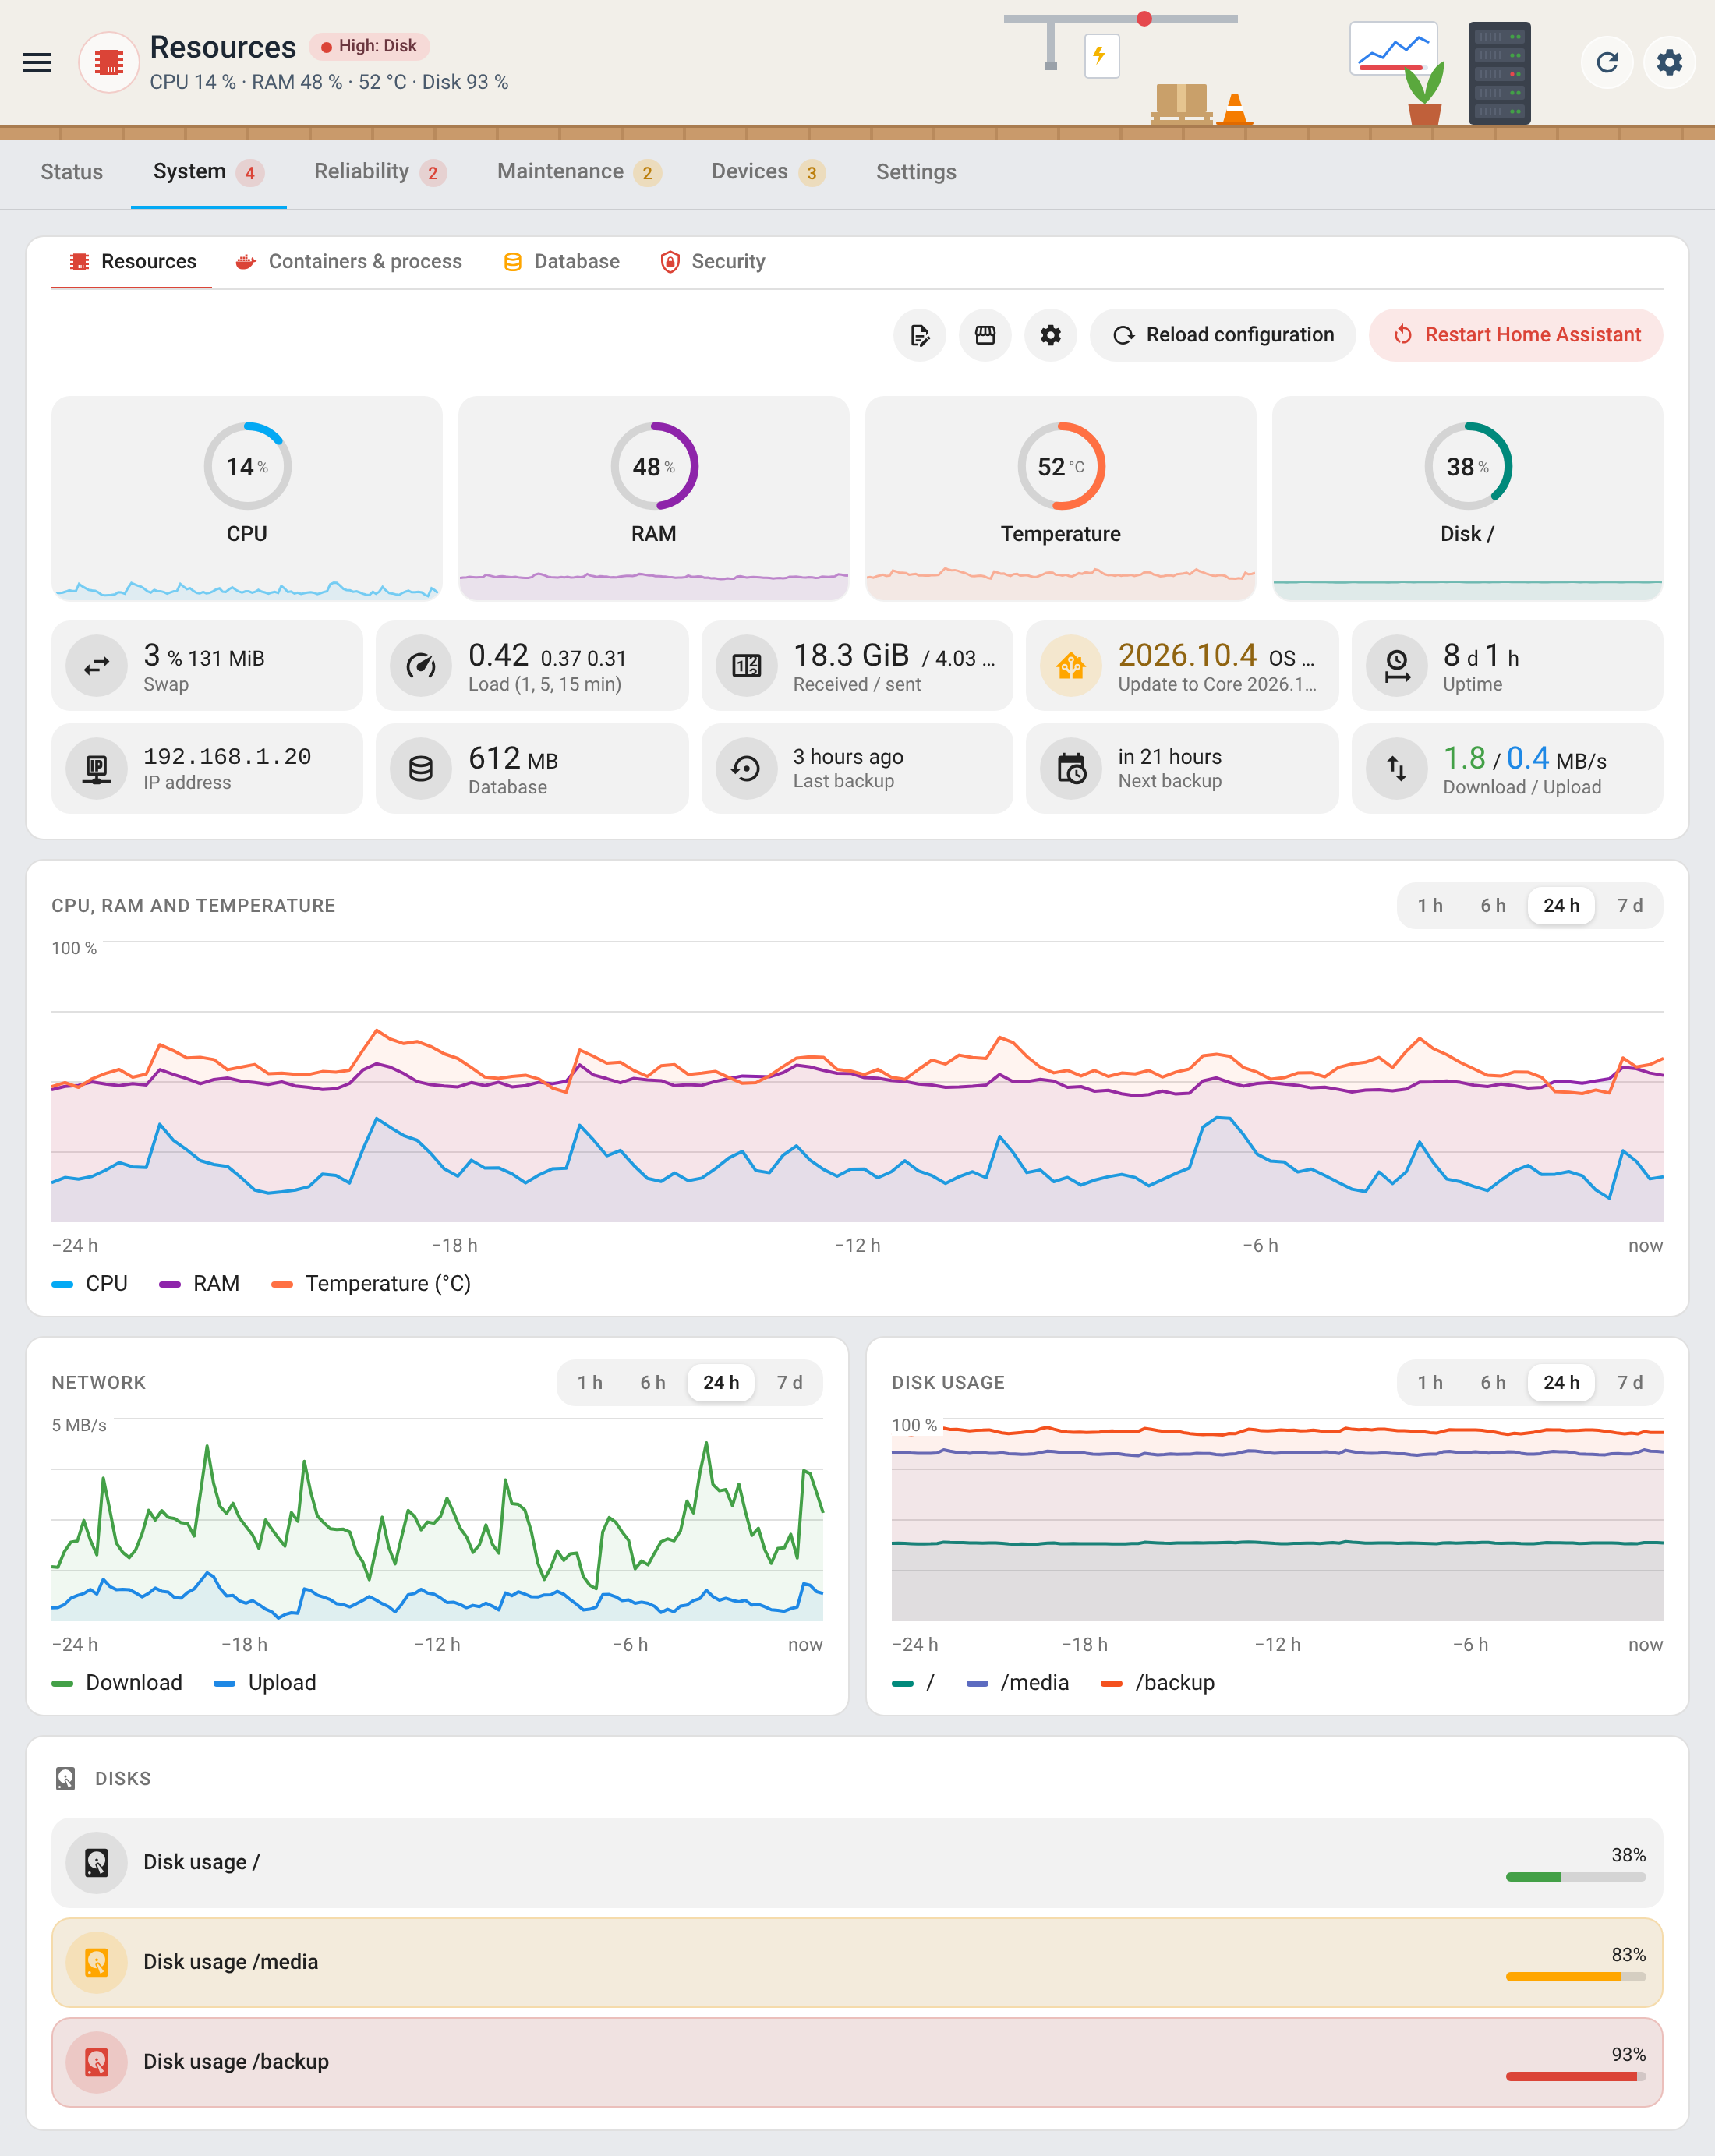 Resources High: Disk
CPU 14 % · RAM 48 % · 52 °C · Disk 93 %
Status System 4 Reliability 2 Maintenance 2 Devices 3 Settings
Resources Containers & process Database Security
Reload configuration Restart Home Assistant
14 % 48 % 52 °C 38 %
CPU RAM Temperature Disk /
3 % 131 MiB
Swap
0.42 0.37 0.31
Load (1, 5, 15 min)
18.3 GiB / 4.03 ...
Received / sent
2026.10.4 OS ...
Update to Core 2026.1...
8 d 1 h
Uptime
192.168.1.20
IP address
612 MB
Database
3 hours ago
Last backup
in 21 hours
Next backup
1.8 / 0.4 MB/s
Download / Upload
CPU, RAM AND TEMPERATURE 1 h 6 h 24 h 7 d
100 %
−24 h −18 h −12 h −6 h now
CPU RAM Temperature (°C)
NETWORK 1 h 6 h 24 h 7 d
5 MB/s
−24 h −18 h −12 h −6 h now
Download Upload
DISK USAGE 1 h 6 h 24 h 7 d
100 %
−24 h −18 h −12 h −6 h now
/ /media /backup
DISKS
Disk usage / 38%
Disk usage /media 83%
Disk usage /backup 93%